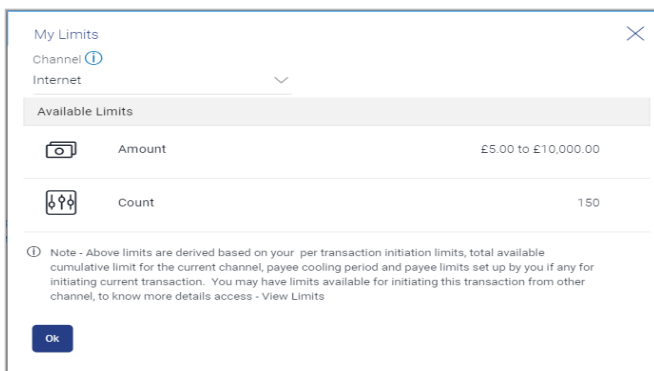 My Limits
Channel
Internet
Available Limits
Amount £5.00 to £10,000.00
Count 150
Note - Above limits are derived based on your per transaction initiation limits, total available
cumulative limit for the current channel, payee cooling period and payee limits set up by you if any for
initiating current transaction. You may have limits available for initiating this transaction from other
channel, to know more details access - View Limits
Ok